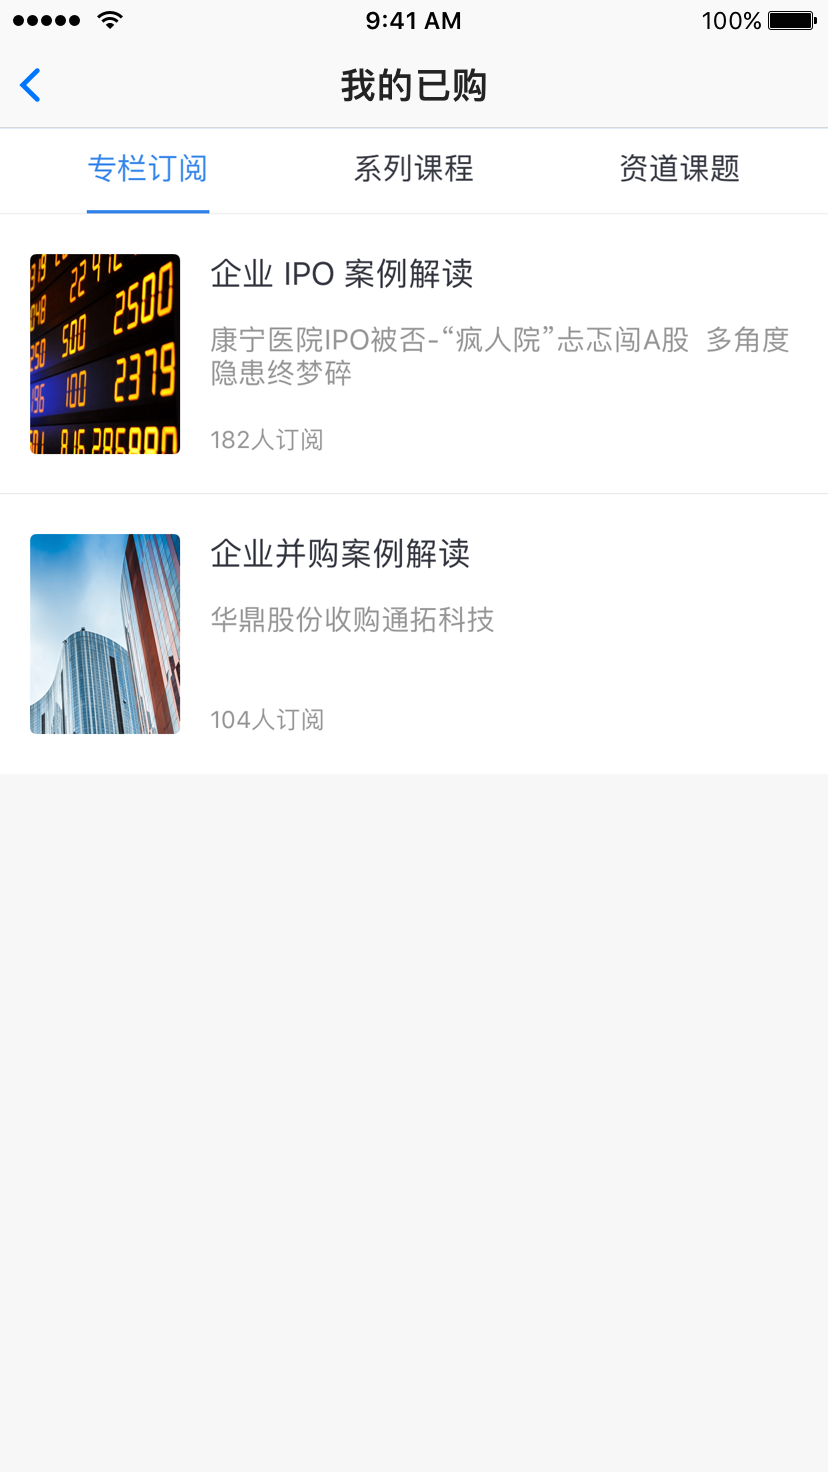 9:41 AM
100%
我的已购
专栏订阅
系列课程
资道课题
企业 IPO 案例解读
康宁医院IPO被否-“疯人院”忐忑闯A股 多角度
隐患终梦碎
182人订阅
2500
500
2379
100
企业并购案例解读
华鼎股份收购通拓科技
104人订阅